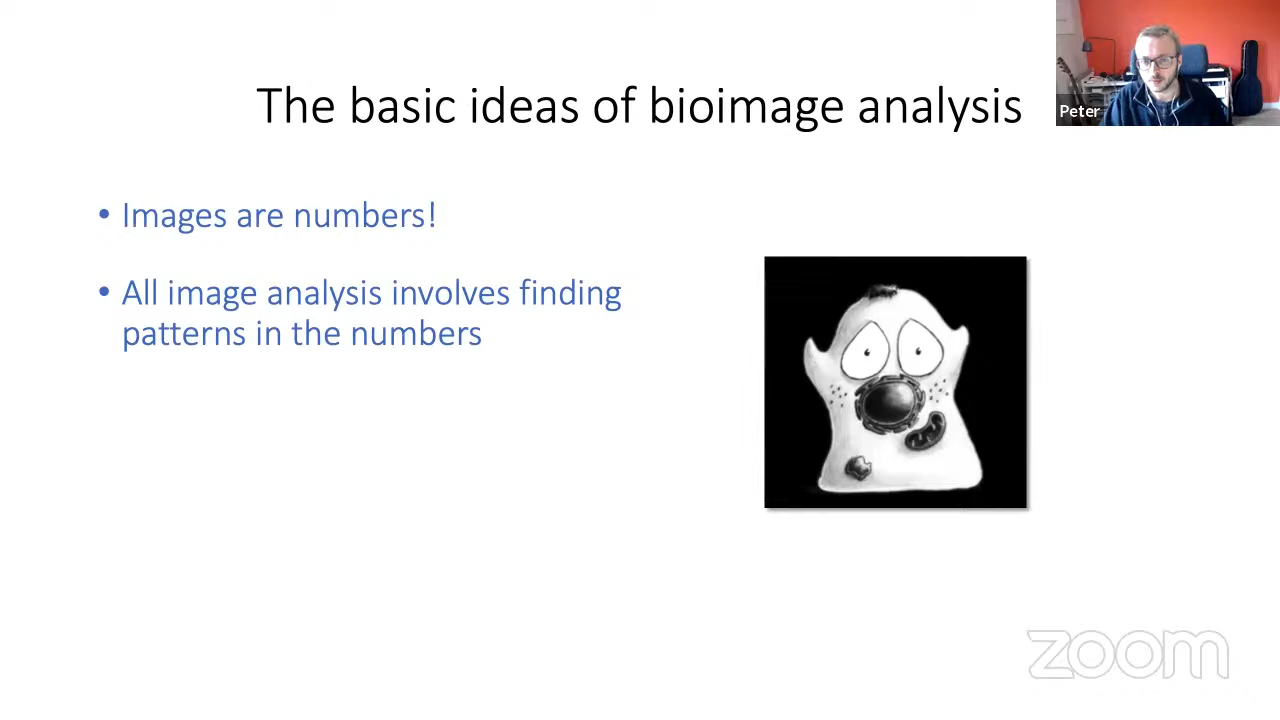 The basic ideas of bioimage analysis
Peter
• Images are numbers!
• All image analysis involves finding
patterns in the numbers
zoom